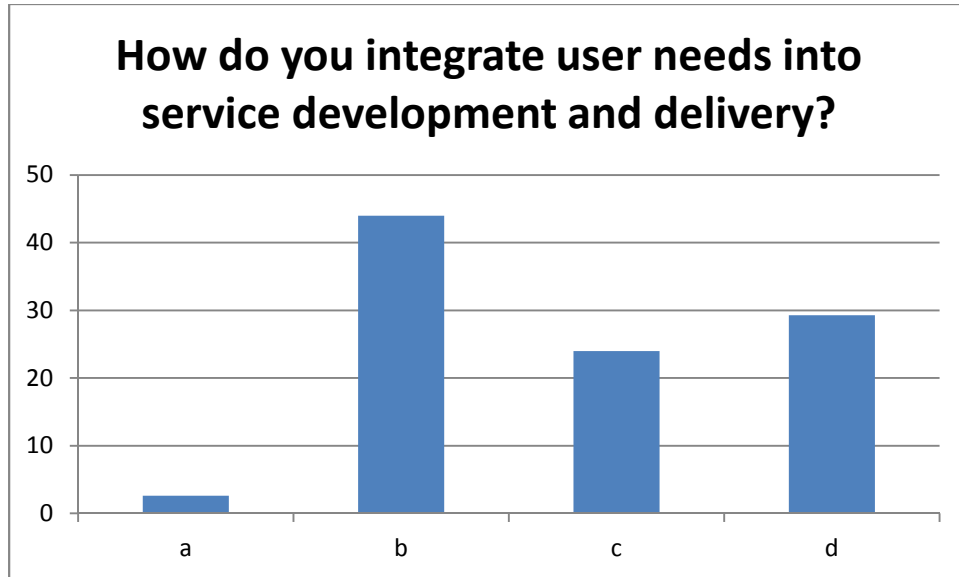 How do you integrate user needs into
service development and delivery?
50
40
30
20
10
0
a b c d